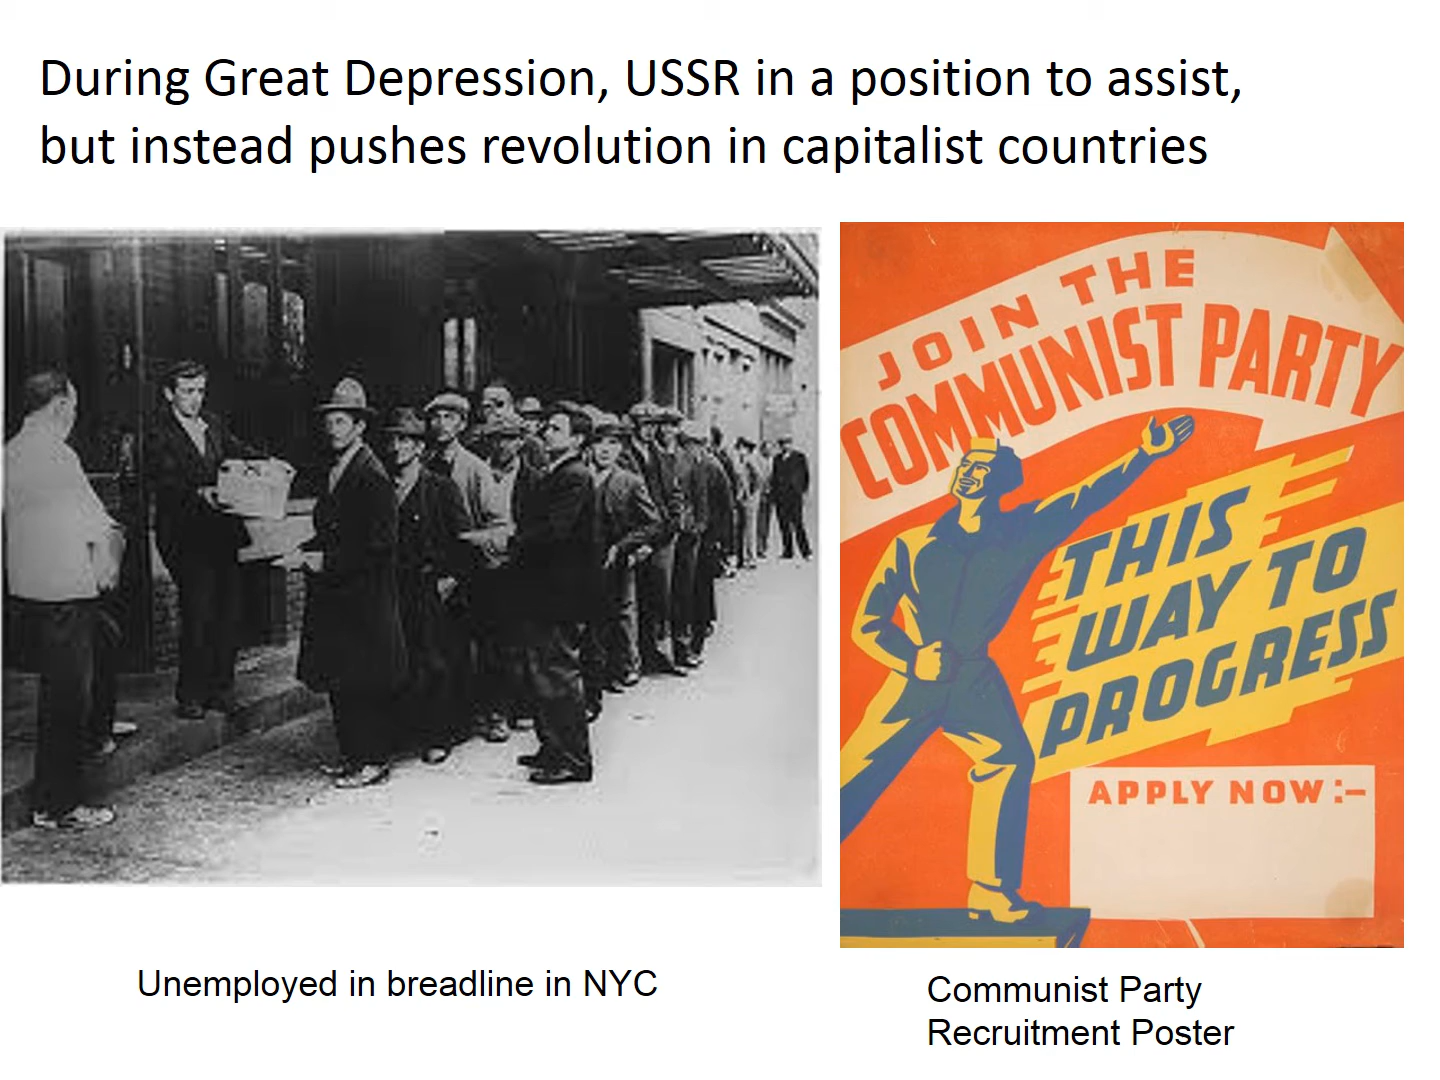 During Great Depression, USSR in a position to assist,
but instead pushes revolution in capitalist countries
JOIN THE
COMMUNIST PARTY
THIS
WAY TO
PROGRESS
APPLY NOW :-
Unemployed in breadline in NYC
Communist Party
Recruitment Poster